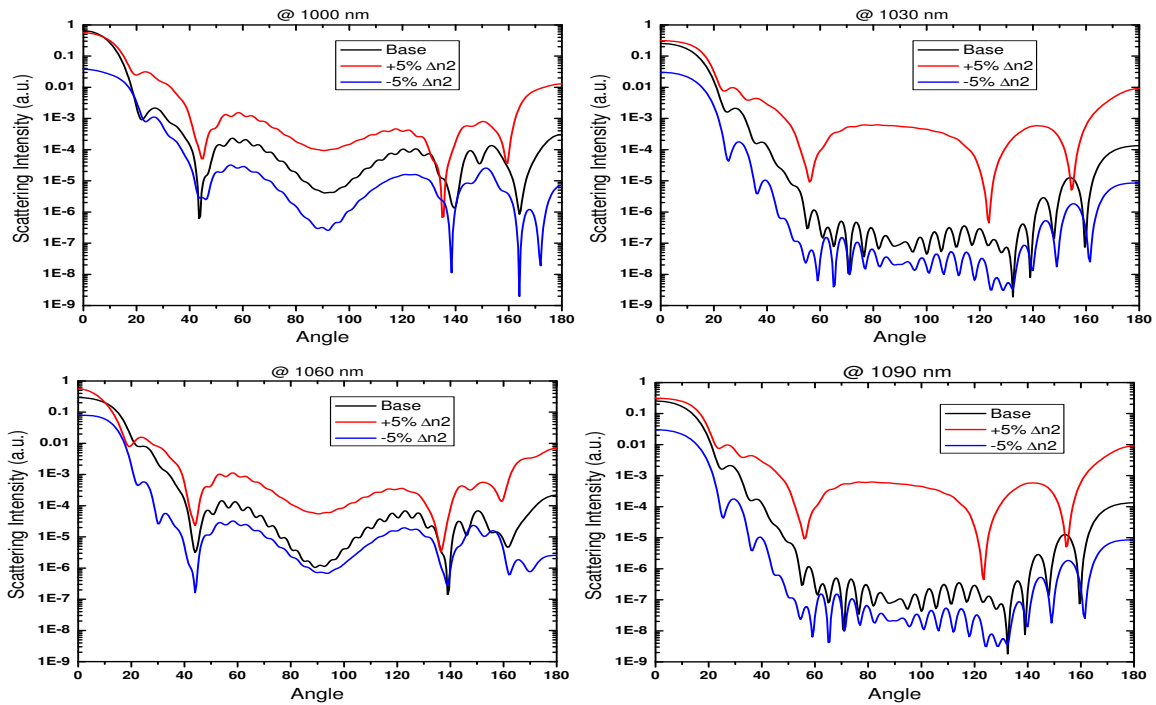 @ 1000 nm
Scattering Intensity (a.u.)
1
0.1
0.01
1E-3
1E-4
1E-5
1E-6
1E-7
1E-8
1E-9
Base
+5% Δn2
-5% Δn2
0 20 40 60 80 100 120 140 160 180
Angle
@ 1030 nm
Scattering Intensity (a.u.)
1
0.1
0.01
1E-3
1E-4
1E-5
1E-6
1E-7
1E-8
1E-9
Base
+5% Δn2
-5% Δn2
0 20 40 60 80 100 120 140 160 180
Angle
@ 1060 nm
Scattering Intensity (a.u.)
1
0.1
0.01
1E-3
1E-4
1E-5
1E-6
1E-7
1E-8
1E-9
Base
+5% Δn2
-5% Δn2
0 20 40 60 80 100 120 140 160 180
Angle
@ 1090 nm
Scattering Intensity (a.u.)
1
0.1
0.01
1E-3
1E-4
1E-5
1E-6
1E-7
1E-8
1E-9
Base
+5% Δn2
-5% Δn2
0 20 40 60 80 100 120 140 160 180
Angle